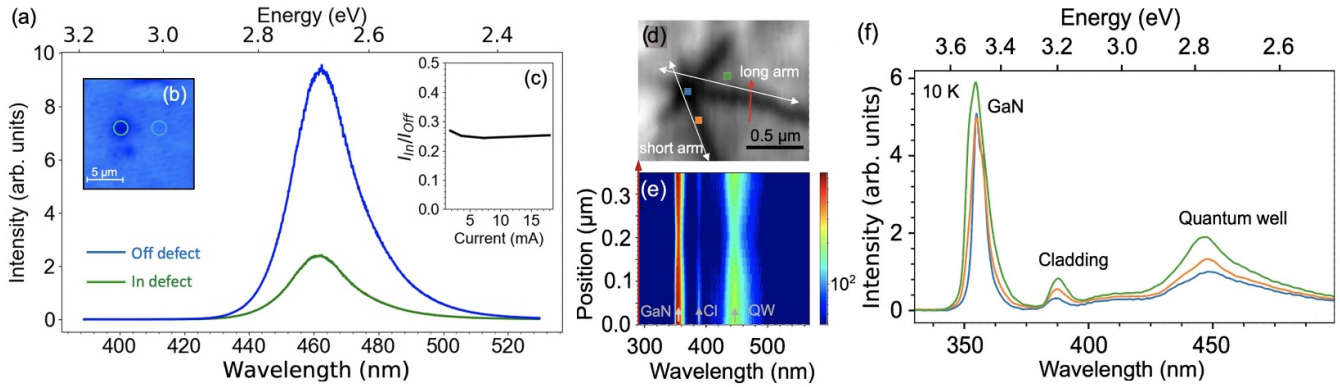 (a)
Energy (eV)
3.2 3.0 2.8 2.6 2.4
Intensity (arb. units)
10
8
6
4
2
0
(b)
5 µm
(c)
I_In/I_Off
0.5
0.4
0.3
0.2
0.1
0.0
5 10 15
Current (mA)
Off defect
In defect
400 420 440 460 480 500 520
Wavelength (nm)
(d)
long arm
short arm
0.5 µm
(e)
Position (µm)
0.3
0.2
0.1
0.0
GaN Cl QW
10²
290 400 500
Wavelength (nm)
(f)
Energy (eV)
3.6 3.4 3.2 3.0 2.8 2.6
Intensity (arb. units)
6
4
2
0
10 K
GaN
Cladding
Quantum well
350 400 450
Wavelength (nm)